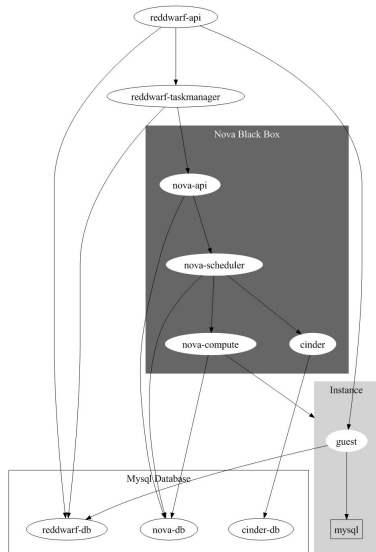 reddwarf-api
reddwarf-taskmanager
Nova Black Box
nova-api
nova-scheduler
nova-compute
cinder
Instance
guest
Mysql Database
reddwarf-db
nova-db
cinder-db
mysql